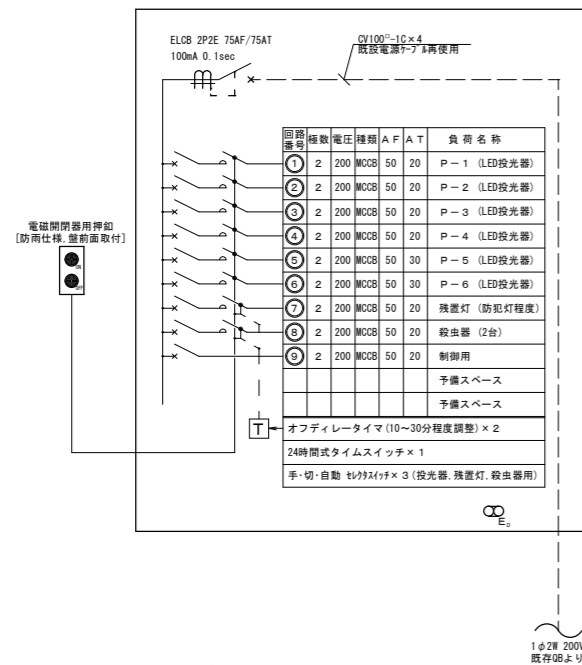 ELCB 2P2E 75AF/75AT
100mA 0.1sec
CV100□-1C×4
既設電源ケーブル再使用
回路番号 極数 電圧 種類 AF AT 負荷名称
① 2 200 MCCB 50 20 P-1 (LED投光器)
② 2 200 MCCB 50 20 P-2 (LED投光器)
③ 2 200 MCCB 50 20 P-3 (LED投光器)
④ 2 200 MCCB 50 20 P-4 (LED投光器)
⑤ 2 200 MCCB 50 30 P-5 (LED投光器)
⑥ 2 200 MCCB 50 30 P-6 (LED投光器)
⑦ 2 200 MCCB 50 20 残置灯 (防犯灯程度)
⑧ 2 200 MCCB 50 20 殺虫器 (2台)
⑨ 2 200 MCCB 50 20 制御用
予備スペース
予備スペース
T
オフディレータイマ(10~30分程度調整)×2
24時間式タイムスイッチ×1
手・切・自動 セレクタスイッチ×3(投光器,残置灯,殺虫器用)
電磁開閉器用押釦
[防雨仕様,盤前面取付]
ON
OFF
ED
1φ2W 200V
既存QBより